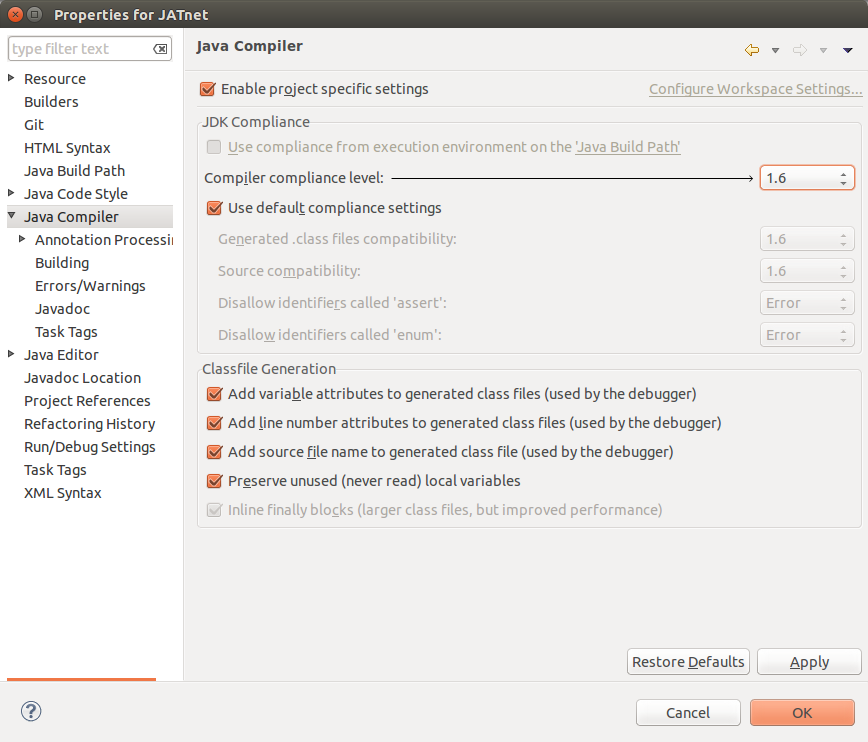 Properties for JATnet
type filter text
Resource
Builders
Git
HTML Syntax
Java Build Path
Java Code Style
Java Compiler
Annotation Processi
Building
Errors/Warnings
Javadoc
Task Tags
Java Editor
Javadoc Location
Project References
Refactoring History
Run/Debug Settings
Task Tags
XML Syntax
Java Compiler
Enable project specific settings Configure Workspace Settings...
JDK Compliance
Use compliance from execution environment on the 'Java Build Path'
Compiler compliance level: 1.6
Use default compliance settings
Generated .class files compatibility: 1.6
Source compatibility: 1.6
Disallow identifiers called 'assert': Error
Disallow identifiers called 'enum': Error
Classfile Generation
Add variable attributes to generated class files (used by the debugger)
Add line number attributes to generated class files (used by the debugger)
Add source file name to generated class file (used by the debugger)
Preserve unused (never read) local variables
Inline finally blocks (larger class files, but improved performance)
Restore Defaults Apply
? Cancel OK